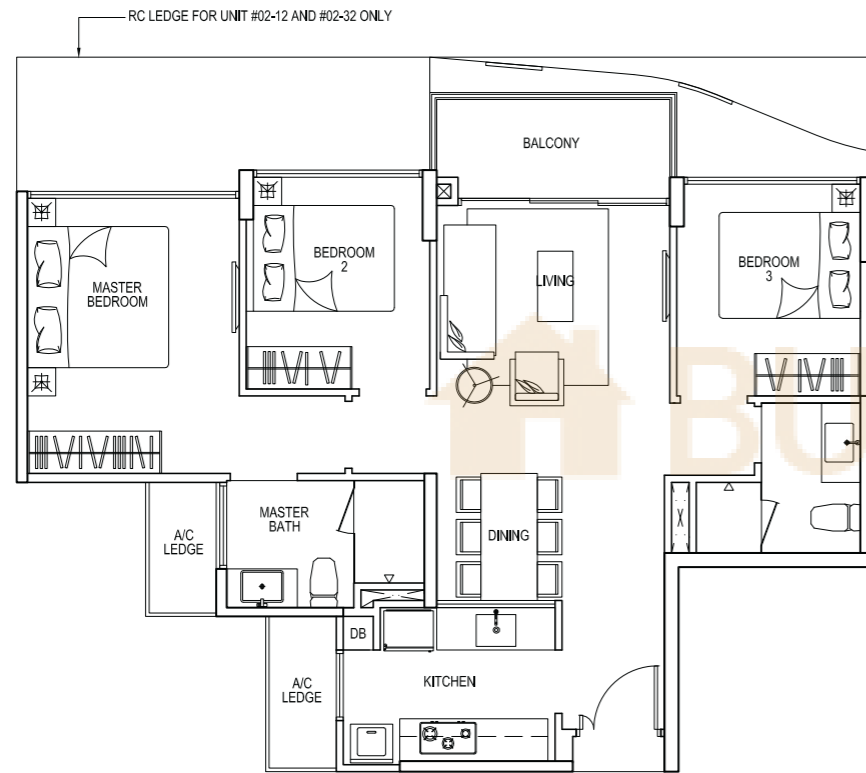 RC LEDGE FOR UNIT #02-12 AND #02-32 ONLY
BALCONY
MASTER
BEDROOM
BEDROOM
2
LIVING
BEDROOM
3
A/C
LEDGE
MASTER
BATH
DINING
DB
A/C
LEDGE
KITCHEN
BU